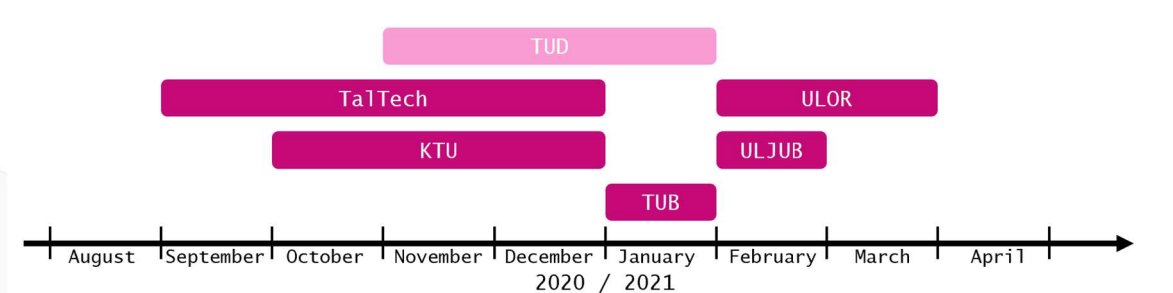 TUD
TalTech ULOR
KTU ULJUB
TUB
August September October November December January February March April
2020 / 2021